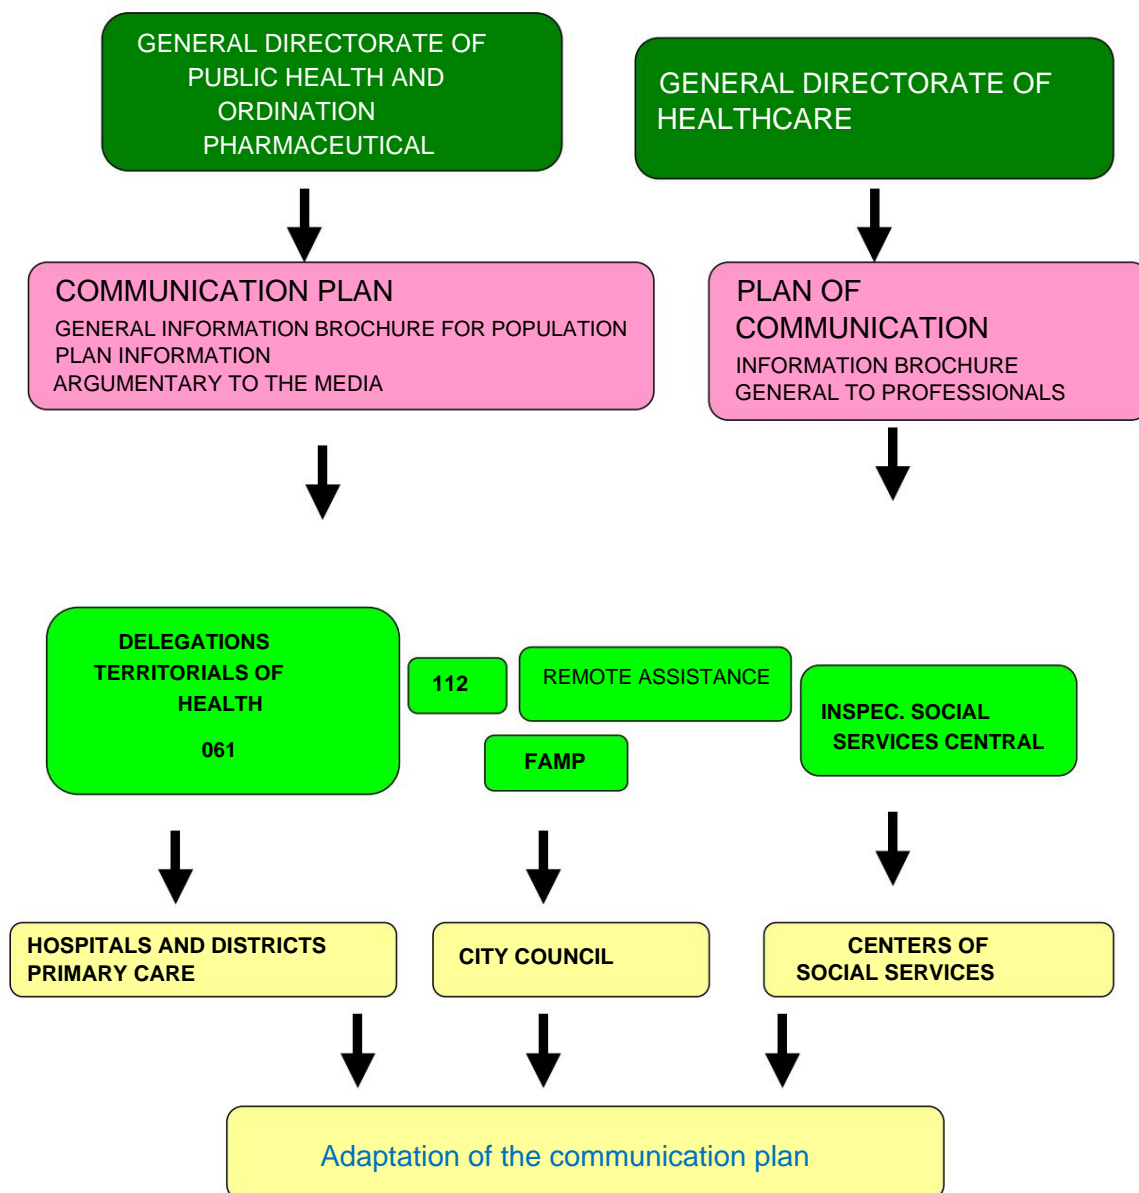 GENERAL DIRECTORATE OF
PUBLIC HEALTH AND
ORDINATION
PHARMACEUTICAL
GENERAL DIRECTORATE OF
HEALTHCARE
COMMUNICATION PLAN
GENERAL INFORMATION BROCHURE FOR POPULATION
PLAN INFORMATION
ARGUMENTARY TO THE MEDIA
PLAN OF
COMMUNICATION
INFORMATION BROCHURE
GENERAL TO PROFESSIONALS
DELEGATIONS
TERRITORIALS OF
HEALTH
061
112
REMOTE ASSISTANCE
FAMP
INSPEC. SOCIAL
SERVICES CENTRAL
HOSPITALS AND DISTRICTS
PRIMARY CARE
CITY COUNCIL
CENTERS OF
SOCIAL SERVICES
Adaptation of the communication plan